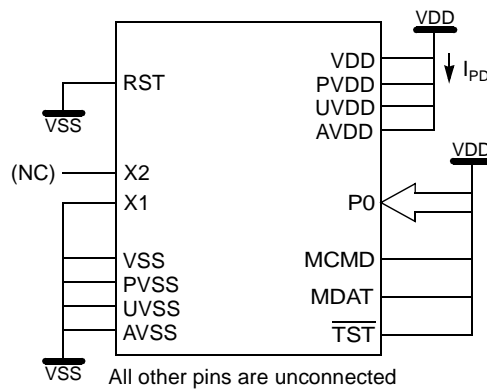 VDD
VDD
PVDD
UVDD
AVDD
I_PD
RST
VSS
VDD
(NC)
X2
X1
P0
VSS
PVSS
UVSS
AVSS
MCMD
MDAT
TST
VSS
All other pins are unconnected